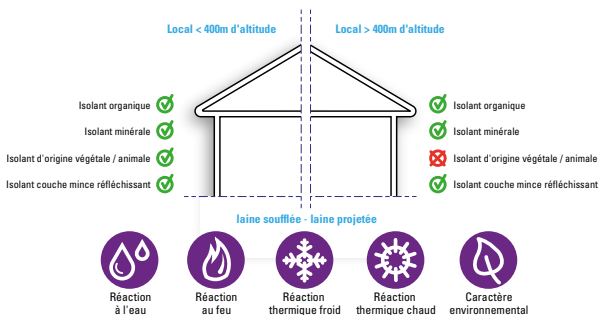 Local < 400m d'altitude
Local > 400m d'altitude
Isolant organique
Isolant minérale
Isolant d'origine végétale / animale
Isolant couche mince réfléchissant
Isolant organique
Isolant minérale
Isolant d'origine végétale / animale
Isolant couche mince réfléchissant
laine soufflée - laine projetée
Réaction
à l'eau
Réaction
au feu
Réaction
thermique froid
Réaction
thermique chaud
Caractère
environnemental